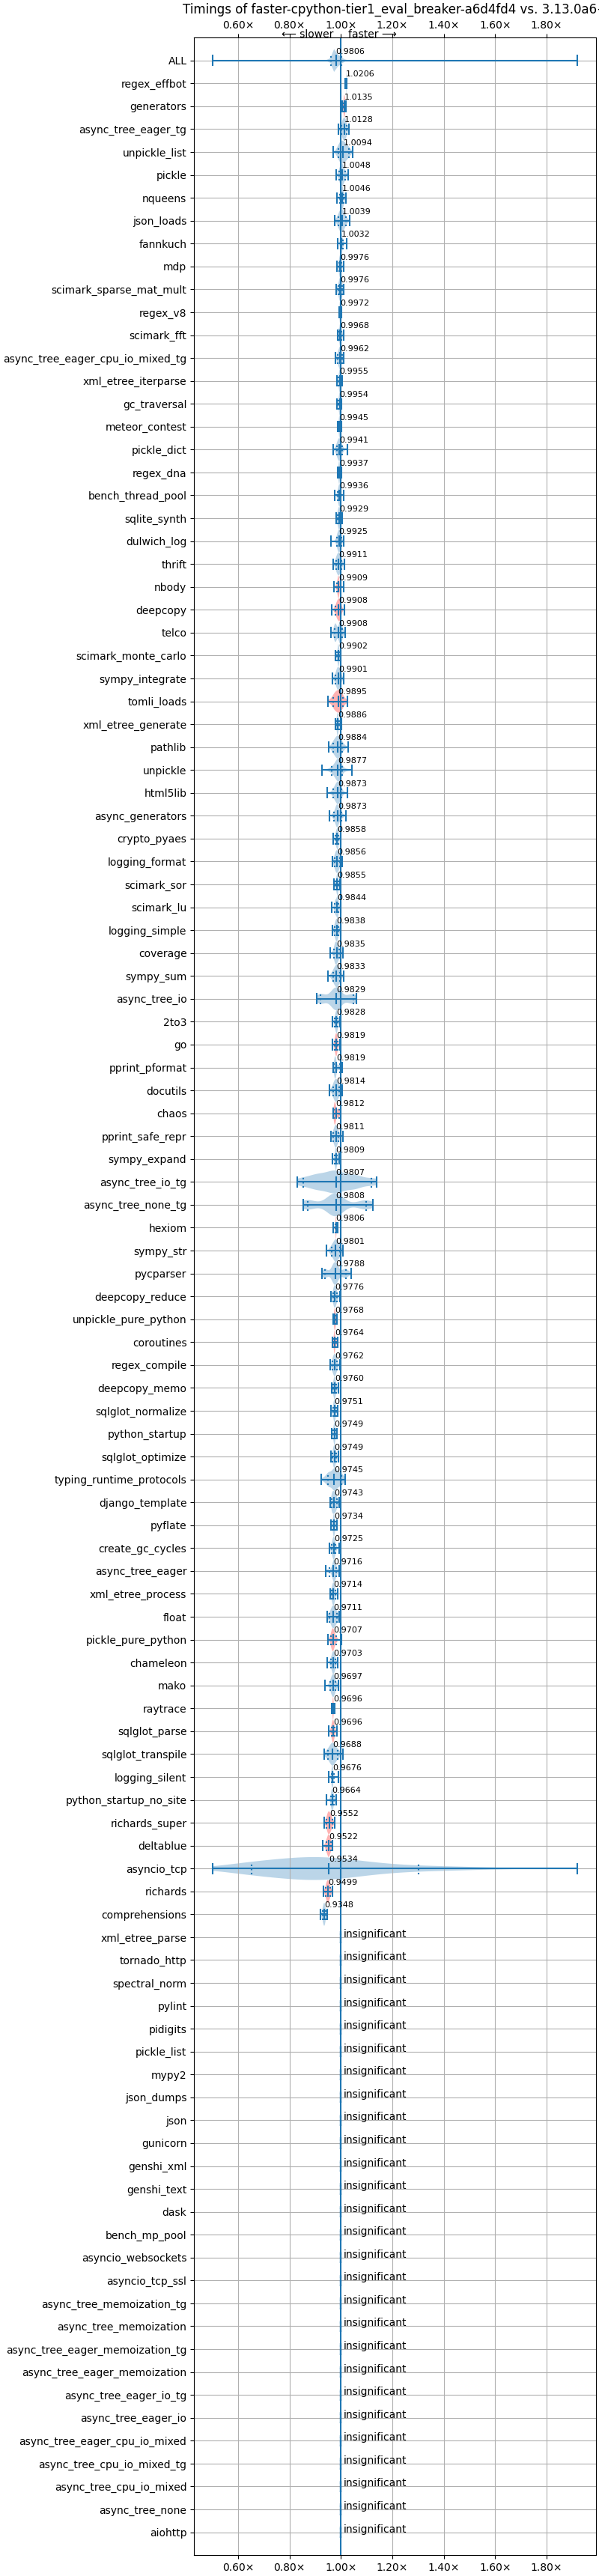 Timings of faster-cpython-tier1_eval_breaker-a6d4fd4 vs. 3.13.0a6-
0.60× 0.80× 1.00× 1.20× 1.40× 1.60× 1.80×
⟵ slower faster ⟶
ALL 0.9806
regex_effbot 1.0206
generators 1.0135
async_tree_eager_tg 1.0128
unpickle_list 1.0094
pickle 1.0048
nqueens 1.0046
json_loads 1.0039
fannkuch 1.0032
mdp 0.9976
scimark_sparse_mat_mult 0.9976
regex_v8 0.9972
scimark_fft 0.9968
async_tree_eager_cpu_io_mixed_tg 0.9962
xml_etree_iterparse 0.9955
gc_traversal 0.9954
meteor_contest 0.9945
pickle_dict 0.9941
regex_dna 0.9937
bench_thread_pool 0.9936
sqlite_synth 0.9929
dulwich_log 0.9925
thrift 0.9911
nbody 0.9909
deepcopy 0.9908
telco 0.9908
scimark_monte_carlo 0.9902
sympy_integrate 0.9901
tomli_loads 0.9895
xml_etree_generate 0.9886
pathlib 0.9884
unpickle 0.9877
html5lib 0.9873
async_generators 0.9873
crypto_pyaes 0.9858
logging_format 0.9856
scimark_sor 0.9855
scimark_lu 0.9844
logging_simple 0.9838
coverage 0.9835
sympy_sum 0.9833
async_tree_io 0.9829
2to3 0.9828
go 0.9819
pprint_pformat 0.9819
docutils 0.9814
chaos 0.9812
pprint_safe_repr 0.9811
sympy_expand 0.9809
async_tree_io_tg 0.9807
async_tree_none_tg 0.9808
hexiom 0.9806
sympy_str 0.9801
pycparser 0.9788
deepcopy_reduce 0.9776
unpickle_pure_python 0.9768
coroutines 0.9764
regex_compile 0.9762
deepcopy_memo 0.9760
sqlglot_normalize 0.9751
python_startup 0.9749
sqlglot_optimize 0.9749
typing_runtime_protocols 0.9745
django_template 0.9743
pyflate 0.9734
create_gc_cycles 0.9725
async_tree_eager 0.9716
xml_etree_process 0.9714
float 0.9711
pickle_pure_python 0.9707
chameleon 0.9703
mako 0.9697
raytrace 0.9696
sqlglot_parse 0.9696
sqlglot_transpile 0.9688
logging_silent 0.9676
python_startup_no_site 0.9664
richards_super 0.9552
deltablue 0.9522
asyncio_tcp 0.9534
richards 0.9499
comprehensions 0.9348
xml_etree_parse insignificant
tornado_http insignificant
spectral_norm insignificant
pylint insignificant
pidigits insignificant
pickle_list insignificant
mypy2 insignificant
json_dumps insignificant
json insignificant
gunicorn insignificant
genshi_xml insignificant
genshi_text insignificant
dask insignificant
bench_mp_pool insignificant
asyncio_websockets insignificant
asyncio_tcp_ssl insignificant
async_tree_memoization_tg insignificant
async_tree_memoization insignificant
async_tree_eager_memoization_tg insignificant
async_tree_eager_memoization insignificant
async_tree_eager_io_tg insignificant
async_tree_eager_io insignificant
async_tree_eager_cpu_io_mixed insignificant
async_tree_cpu_io_mixed_tg insignificant
async_tree_cpu_io_mixed insignificant
async_tree_none insignificant
aiohttp insignificant
0.60× 0.80× 1.00× 1.20× 1.40× 1.60× 1.80×